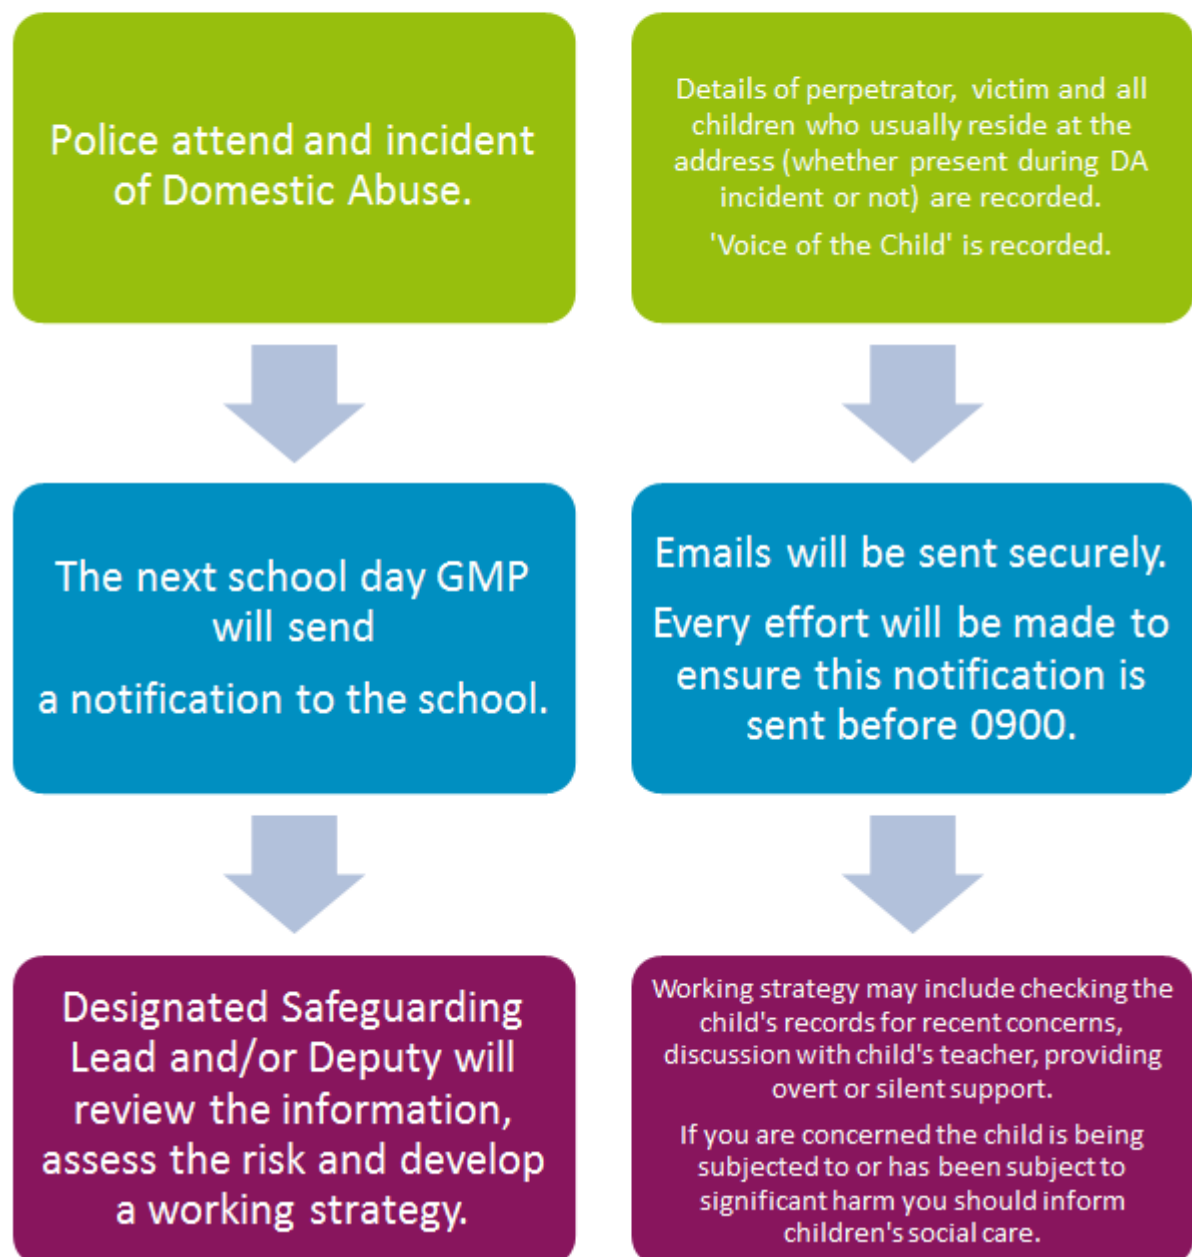 Police attend and incident
of Domestic Abuse.
Details of perpetrator, victim and all
children who usually reside at the
address (whether present during DA
incident or not) are recorded.
'Voice of the Child' is recorded.
The next school day GMP
will send
a notification to the school.
Emails will be sent securely.
Every effort will be made to
ensure this notification is
sent before 0900.
Designated Safeguarding
Lead and/or Deputy will
review the information,
assess the risk and develop
a working strategy.
Working strategy may include checking the
child's records for recent concerns,
discussion with child's teacher, providing
overt or silent support.
If you are concerned the child is being
subjected to or has been subject to
significant harm you should inform
children's social care.